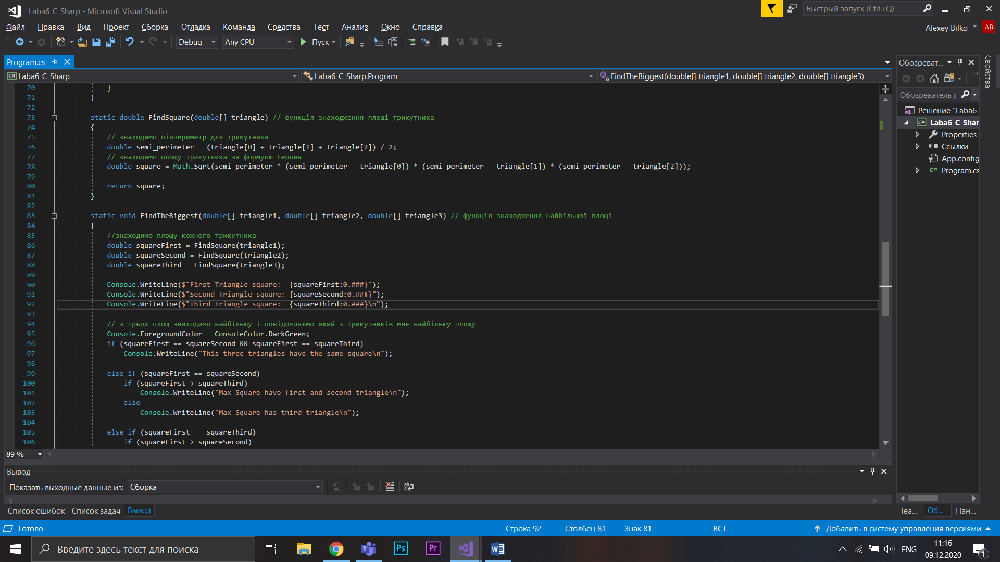 Laba6_C_Sharp - Microsoft Visual Studio
Быстрый запуск (Ctrl+Q)
Файл Правка Вид Проект Сборка Отладка Команда Средства Тест Анализ Окно Справка
Alexey Bilko AB
Debug Any CPU Пуск
Program.cs
Laba6_C_Sharp Laba6_C_Sharp.Program FindTheBiggest(double[] triangle1, double[] triangle2, double[] triangle3)
70 }
71 }
72
73 static double FindSquare(double[] triangle) // функція знаходження площі трикутника
74 {
75 // знаходимо півпериметр для трикутника
76 double semi_perimeter = (triangle[0] + triangle[1] + triangle[2]) / 2;
77 // знаходимо площу трикутника за формуою Герона
78 double square = Math.Sqrt(semi_perimeter * (semi_perimeter - triangle[0]) * (semi_perimeter - triangle[1]) * (semi_perimeter - triangle[2]));
79
80 return square;
81 }
82
83 static void FindTheBiggest(double[] triangle1, double[] triangle2, double[] triangle3) // функція знаходження найбільшої площі
84 {
85 //знаходимо площу кожного трикутника
86 double squareFirst = FindSquare(triangle1);
87 double squareSecond = FindSquare(triangle2);
88 double squareThird = FindSquare(triangle3);
89
90 Console.WriteLine($"First Triangle square:  {squareFirst:0.###}");
91 Console.WriteLine($"Second Triangle square: {squareSecond:0.###}");
92 Console.WriteLine($"Third Triangle square:  {squareThird:0.###}\n");
93
94 // з трьох площ знаходимо найбільшу і повідомляємо який з трикутників має найбільшу площу
95 Console.ForegroundColor = ConsoleColor.DarkGreen;
96 if (squareFirst == squareSecond && squareFirst == squareThird)
97 Console.WriteLine("This three triangles have the same square\n");
98
99 else if (squareFirst == squareSecond)
100 if (squareFirst > squareThird)
101 Console.WriteLine("Max Square have first and second triangle\n");
102 else
103 Console.WriteLine("Max Square has third triangle\n");
104
105 else if (squareFirst == squareThird)
106 if (squareFirst > squareSecond)
89 %
Вывод
Показать выходные данные из: Сборка
Список ошибок Список задач Вывод
Обозреват...
Обозреватель р
Решение "Laba6_
C# Laba6_C_Shar
Properties
Ссылки
App.config
C# Program.cs
Tea... Об... Пан...
Свойства
Готово Строка 92 Столбец 81 Знак 81 ВСТ Добавить в систему управления версиями
Введите здесь текст для поиска
Ps Pr
ENG
11:16
09.12.2020
1